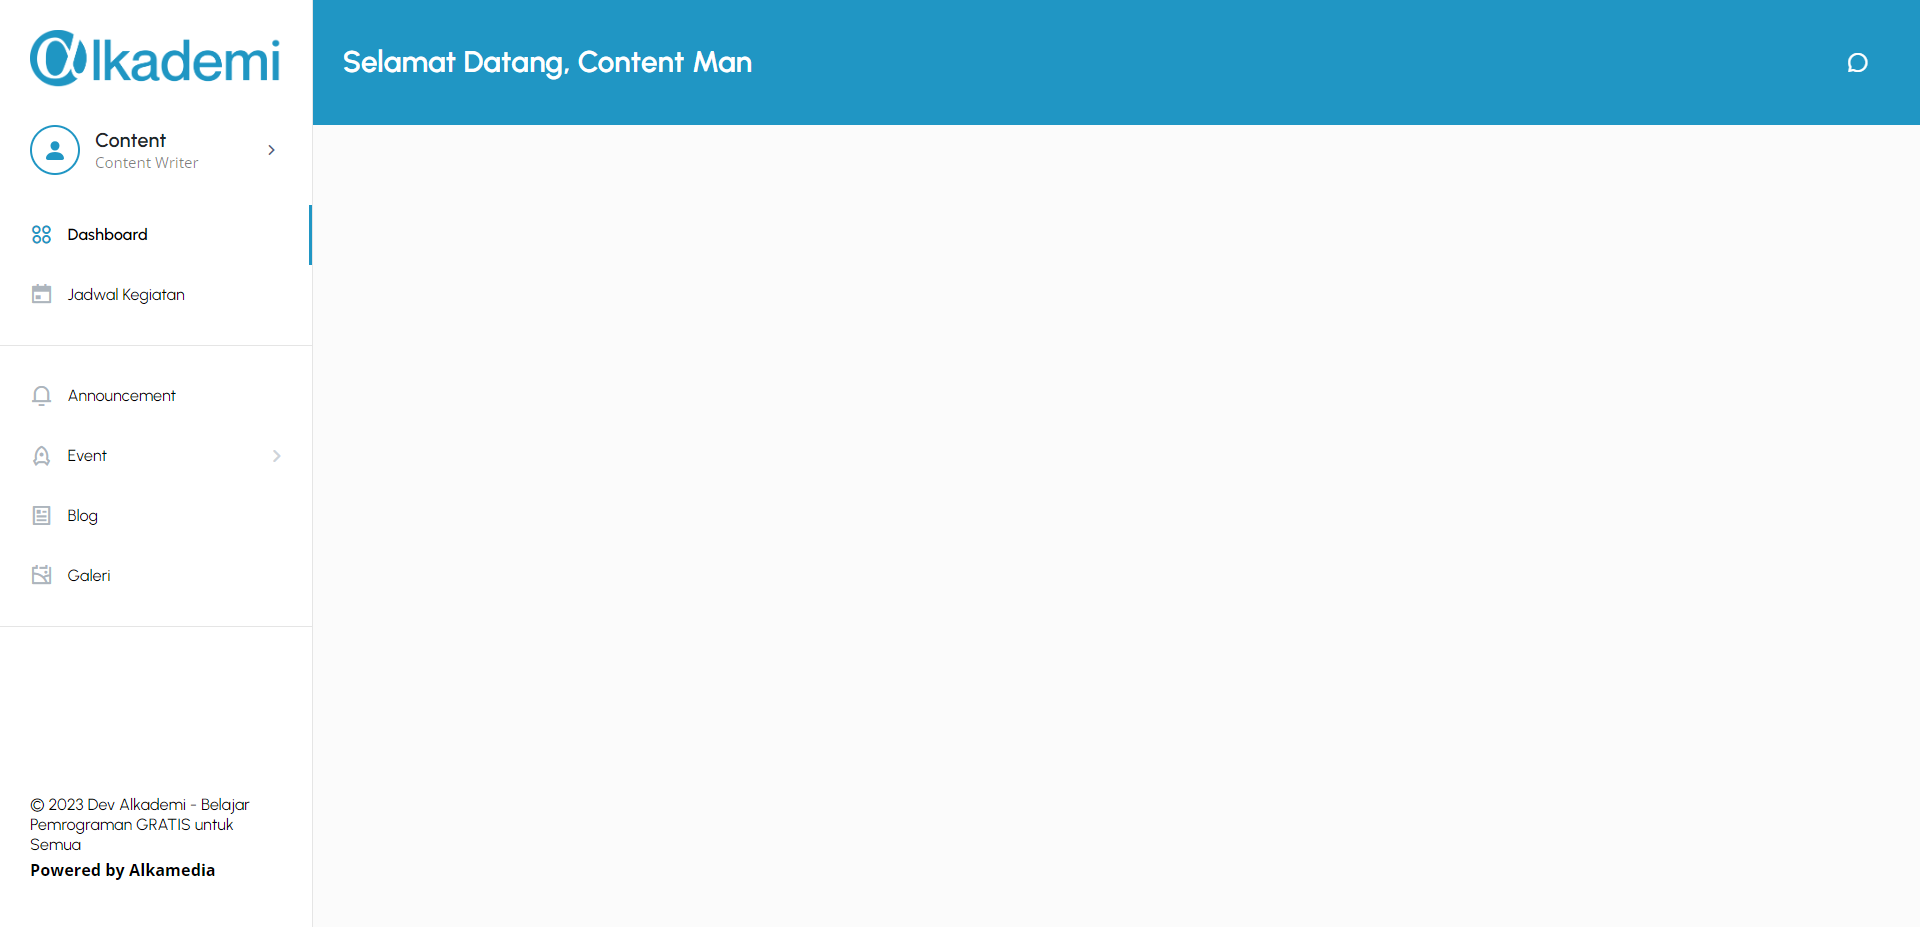 @lkademi
Selamat Datang, Content Man
Content
Content Writer
Dashboard
Jadwal Kegiatan
Announcement
Event
Blog
Galeri
© 2023 Dev Alkademi - Belajar
Pemrograman GRATIS untuk
Semua
Powered by Alkamedia